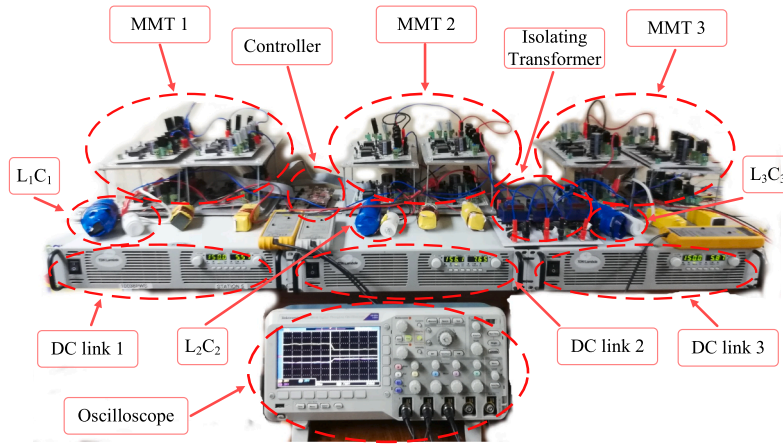 MMT 1
Controller
MMT 2
Isolating
Transformer
MMT 3
L₁C₁
L₃C₃
DC link 1
L₂C₂
DC link 2
DC link 3
Oscilloscope